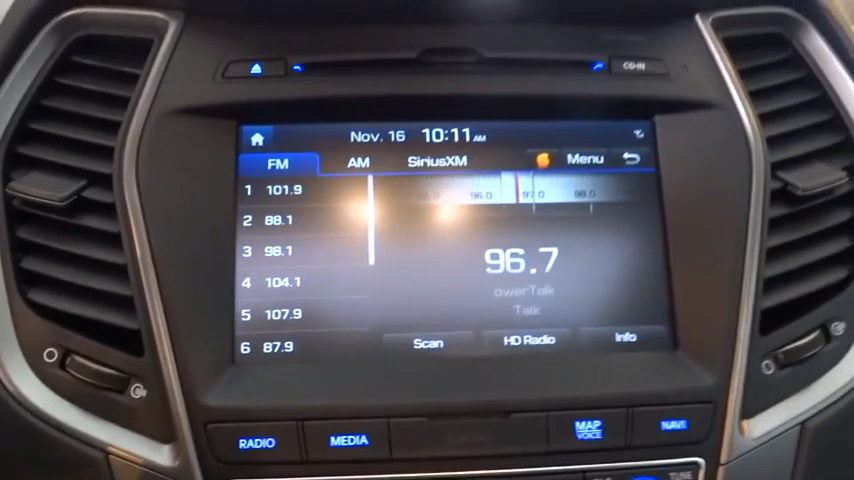 CD-IN
Nov. 16 10:11 AM
FM AM SiriusXM Menu
1 101.9
2 88.1
3 98.1
4 104.1
5 107.9
6 87.9
96.0 97.0 98.0
96.7
owerTalk
Talk
Scan HD Radio Info
RADIO MEDIA MAP VOICE NAVI
TUNE